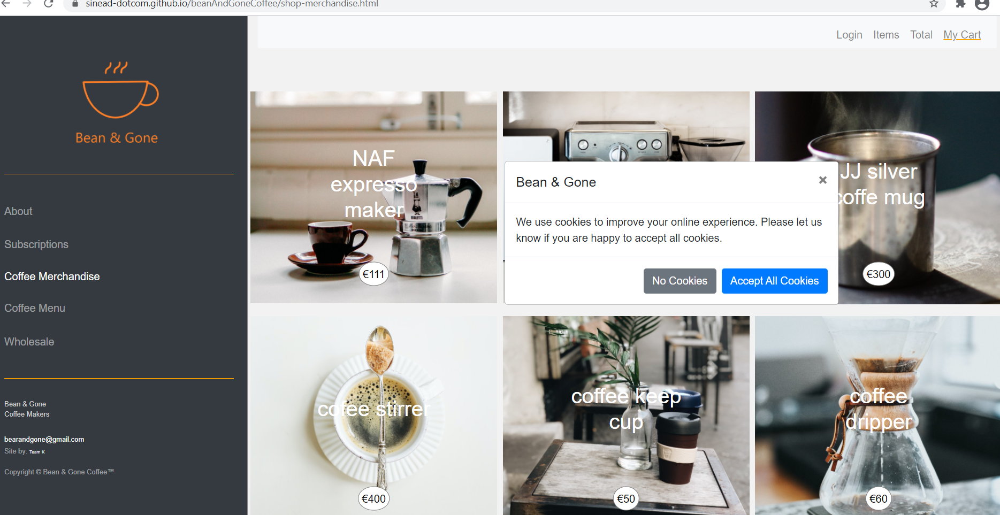 sinead-dotcom.github.io/beanAndGoneCoffee/shop-merchandise.html
Login Items Total My Cart
Bean & Gone
About
Subscriptions
Coffee Merchandise
Coffee Menu
Wholesale
Bean & Gone
Coffee Makers
bearandgone@gmail.com
Site by: Team K
Copyright © Bean & Gone Coffee™
NAF
expresso
maker
BIALETTI
€111
Bean & Gone
×
We use cookies to improve your online experience. Please let us
know if you are happy to accept all cookies.
No Cookies
Accept All Cookies
JJ silver
coffe mug
€300
cofee stirrer
€400
coffee keep
cup
€50
coffee
dripper
€60